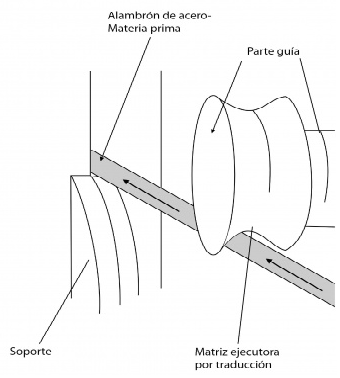 Alambrón de acero-
Materia prima
Parte guía
Soporte
Matriz ejecutora
por traducción